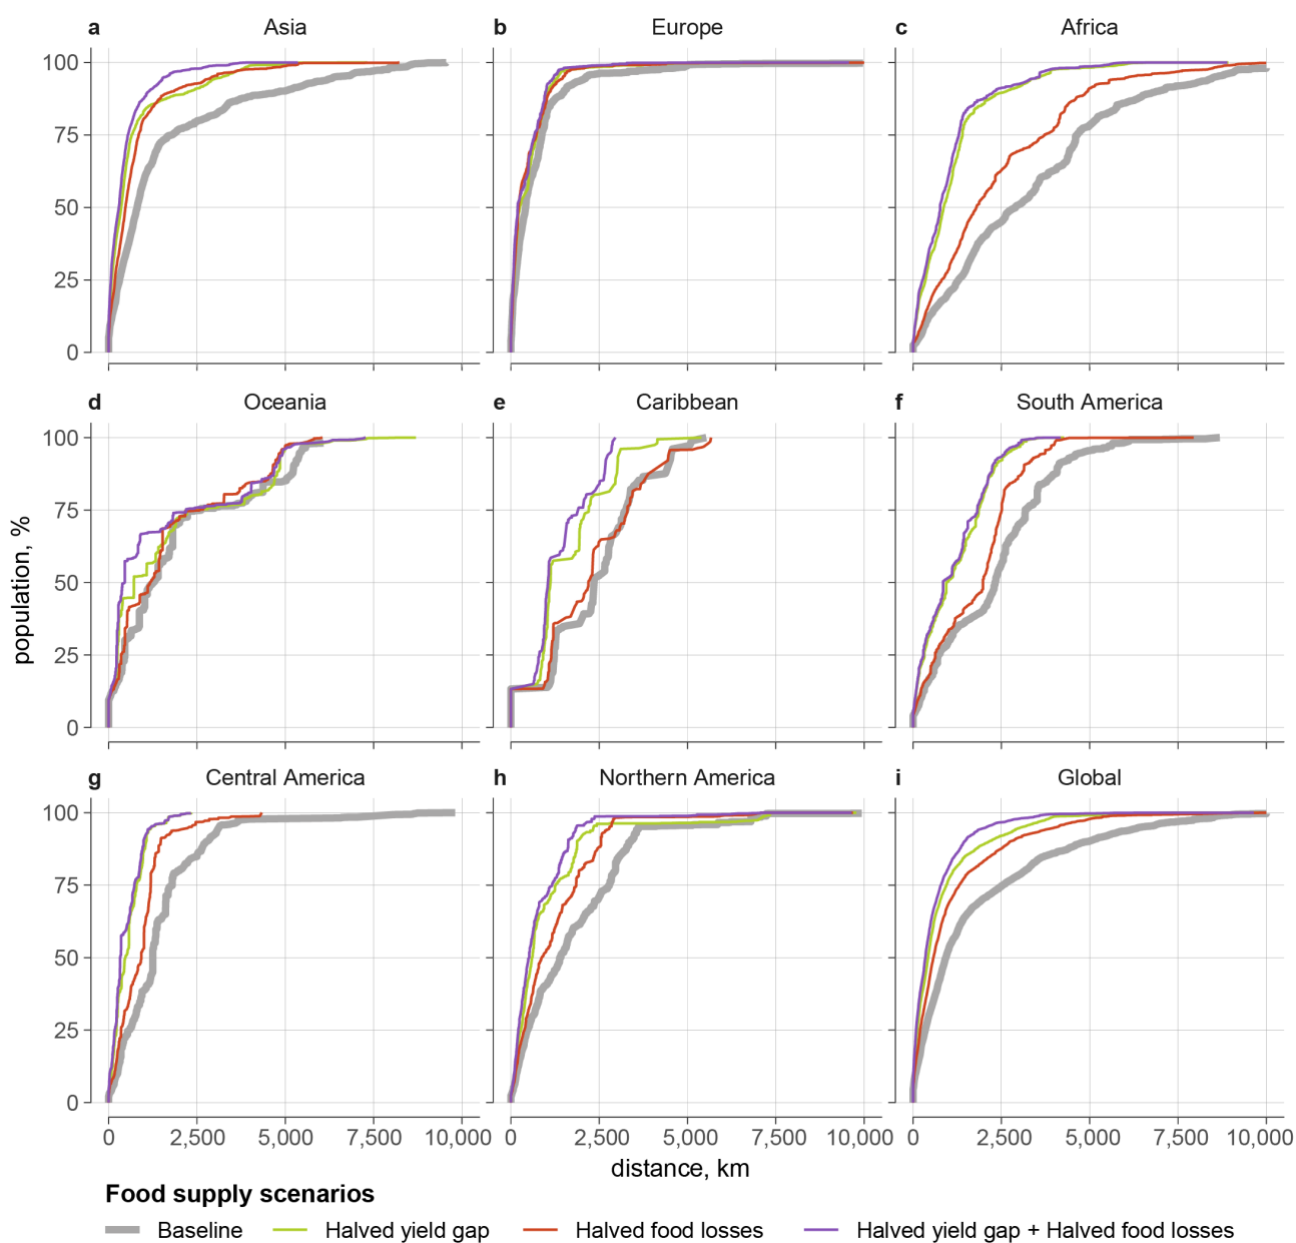 a Asia
b Europe
c Africa
100
75
50
25
0
d Oceania
e Caribbean
f South America
100
75
50
25
0
population, %
g Central America
h Northern America
i Global
100
75
50
25
0
0 2,500 5,000 7,500 10,000
0 2,500 5,000 7,500 10,000
0 2,500 5,000 7,500 10,000
distance, km
Food supply scenarios
Baseline Halved yield gap Halved food losses Halved yield gap + Halved food losses